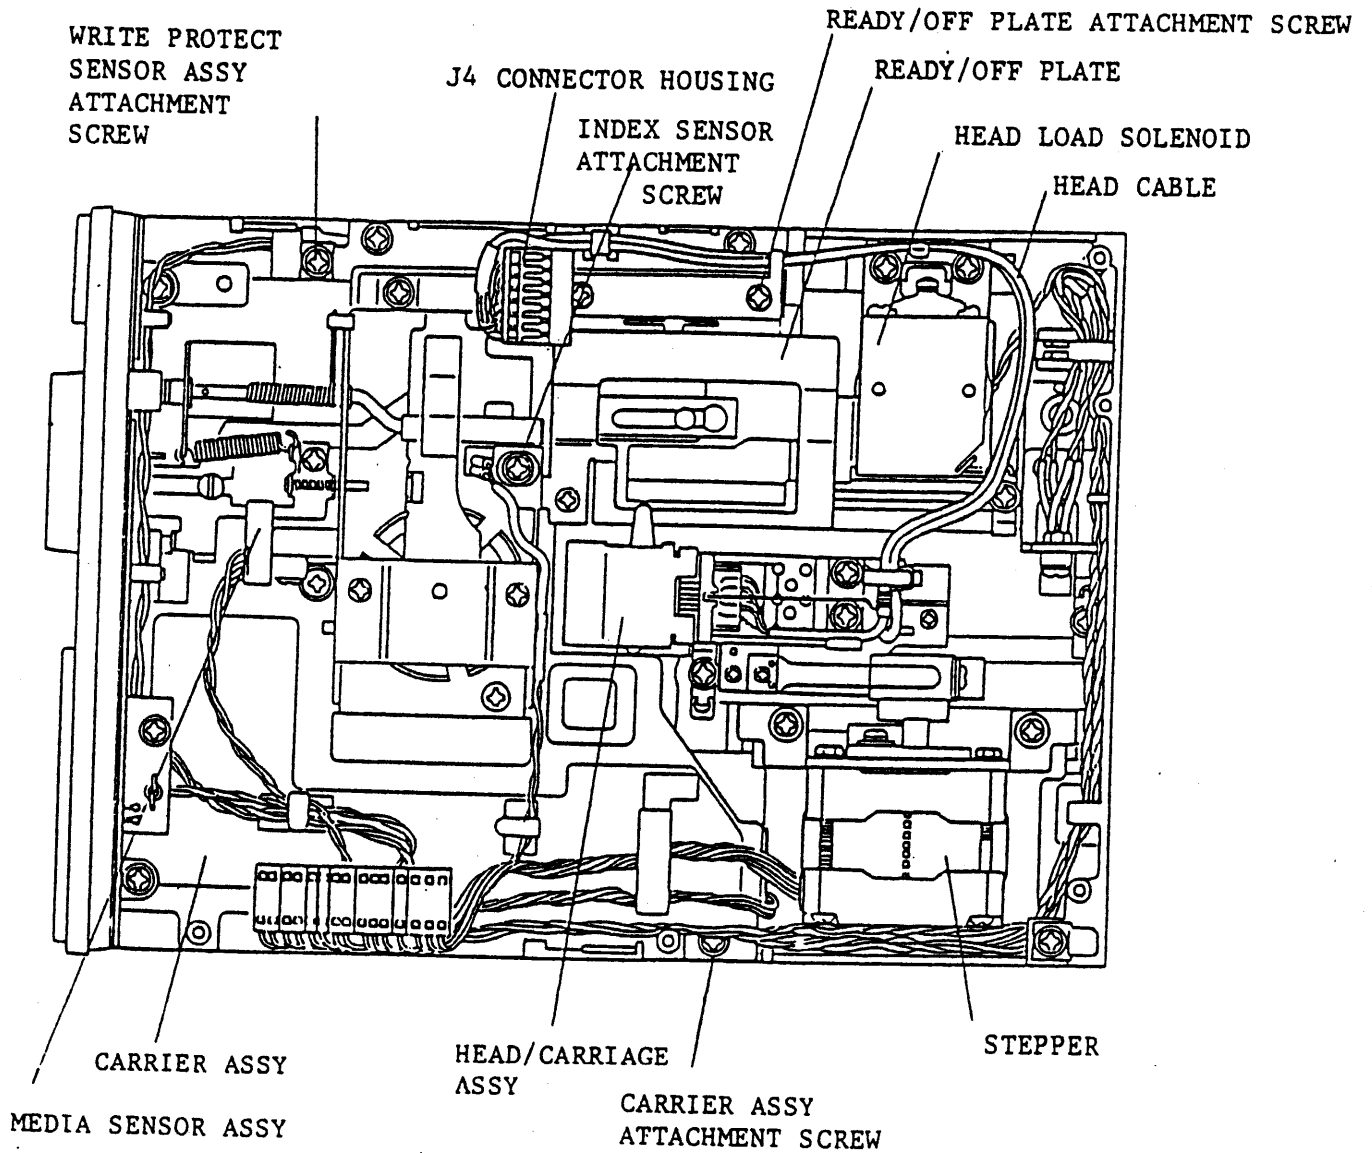 WRITE PROTECT
SENSOR ASSY
ATTACHMENT
SCREW
J4 CONNECTOR HOUSING
INDEX SENSOR
ATTACHMENT
SCREW
READY/OFF PLATE ATTACHMENT SCREW
READY/OFF PLATE
HEAD LOAD SOLENOID
HEAD CABLE
CARRIER ASSY
MEDIA SENSOR ASSY
HEAD/CARRIAGE
ASSY
CARRIER ASSY
ATTACHMENT SCREW
STEPPER